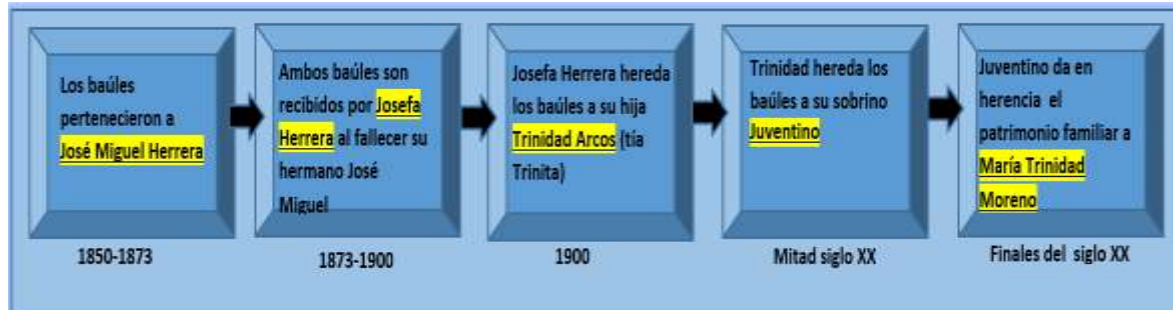 Los baúles
pertenecieron a
José Miguel Herrera
1850-1873
Ambos baúles son
recibidos por Josefa
Herrera al fallecer su
hermano José
Miguel
1873-1900
Josefa Herrera hereda
los baúles a su hija
Trinidad Arcos (tía
Trinita)
1900
Trinidad hereda los
baúles a su sobrino
Juventino
Mitad siglo XX
Juventino da en
herencia el
patrimonio familiar a
María Trinidad
Moreno
Finales del siglo XX